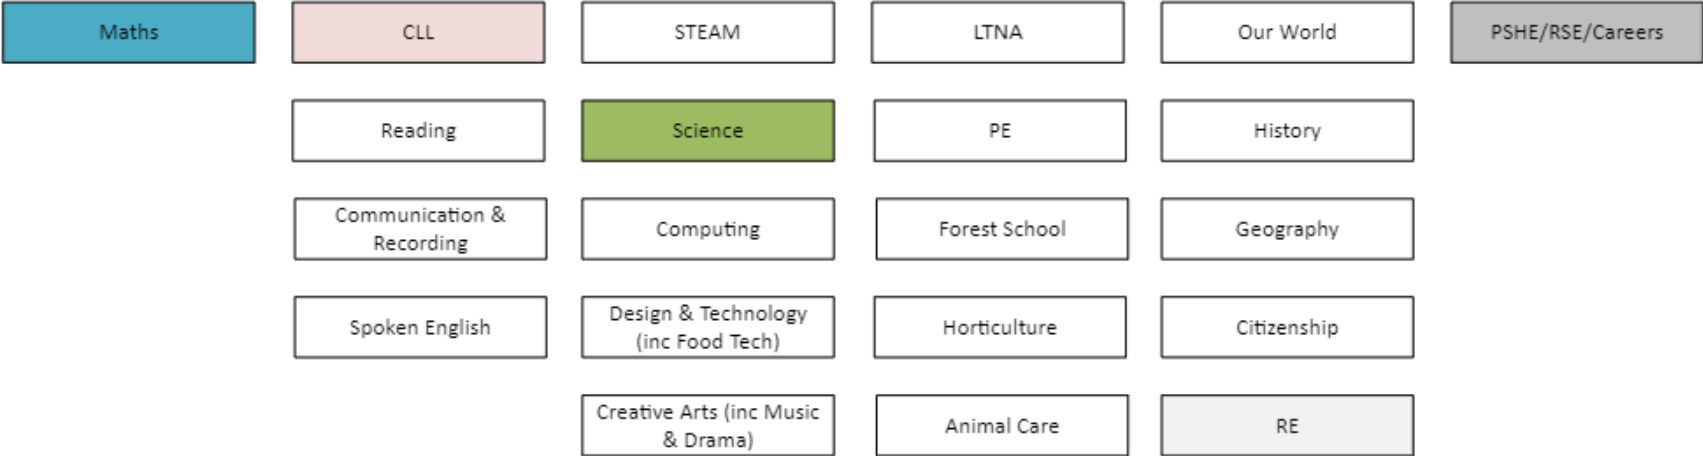 Maths
CLL
STEAM
LTNA
Our World
PSHE/RSE/Careers
Reading
Science
PE
History
Communication &
Recording
Computing
Forest School
Geography
Spoken English
Design & Technology
(inc Food Tech)
Horticulture
Citizenship
Creative Arts (inc Music
& Drama)
Animal Care
RE